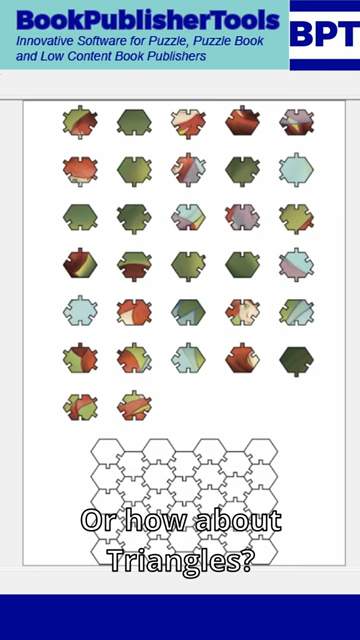 BookPublisherTools
Innovative Software for Puzzle, Puzzle Book
and Low Content Book Publishers
BPT
Or how about
Triangles?